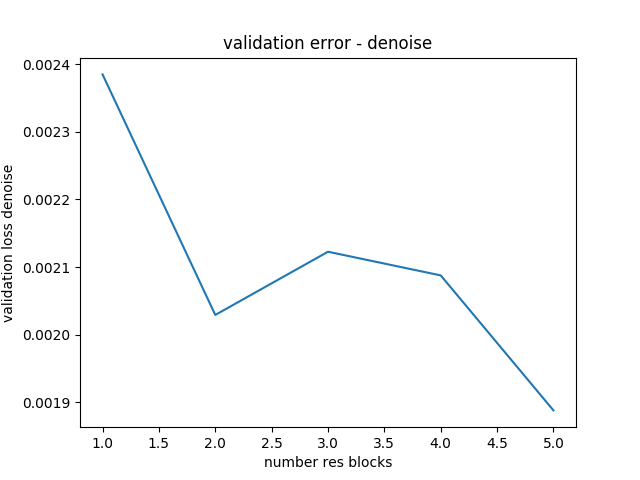 validation error - denoise
0.0024
0.0023
0.0022
0.0021
0.0020
0.0019
validation loss denoise
1.0 1.5 2.0 2.5 3.0 3.5 4.0 4.5 5.0
number res blocks